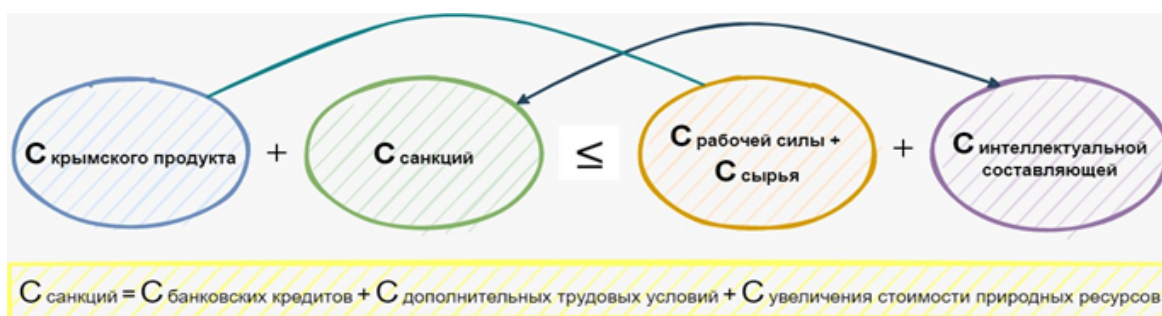 С крымского продукта + С санкций ≤ С рабочей силы + С сырья + С интеллектуальной составляющей
С санкций = С банковских кредитов + С дополнительных трудовых условий + С увеличения стоимости природных ресурсов